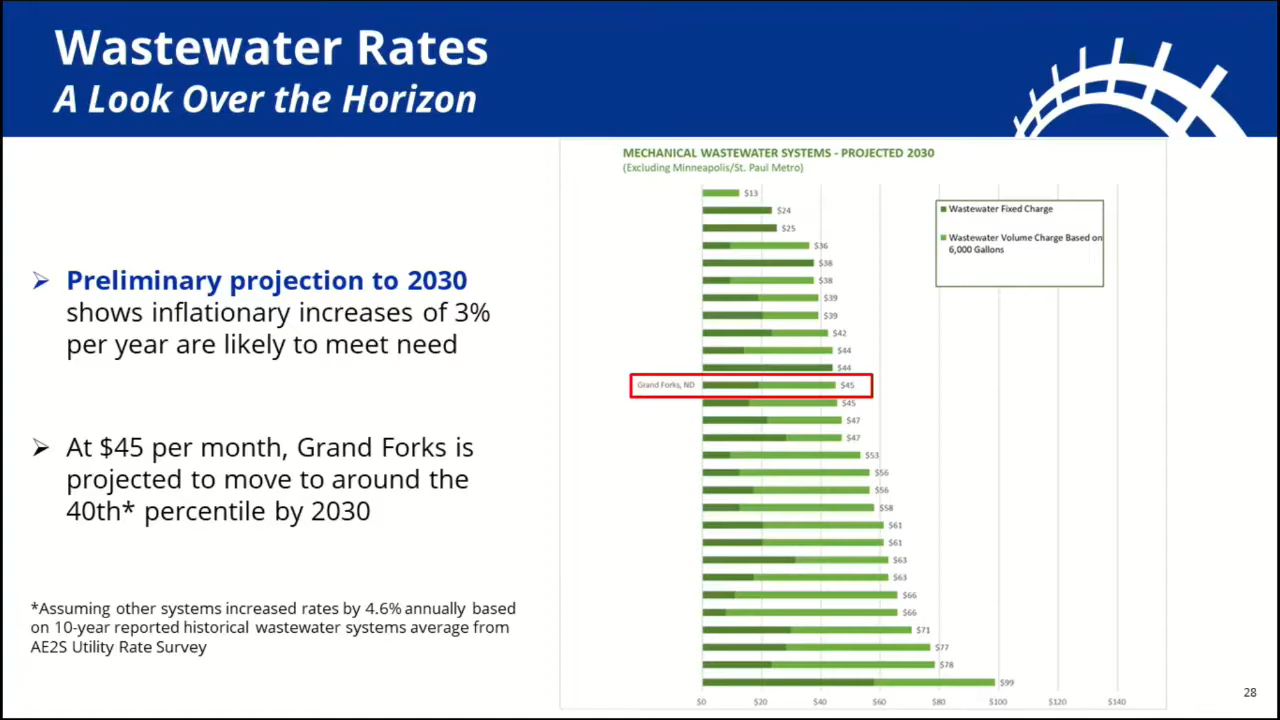 Wastewater Rates
A Look Over the Horizon
Preliminary projection to 2030
shows inflationary increases of 3%
per year are likely to meet need
At $45 per month, Grand Forks is
projected to move to around the
40th* percentile by 2030
*Assuming other systems increased rates by 4.6% annually based
on 10-year reported historical wastewater systems average from
AE2S Utility Rate Survey
MECHANICAL WASTEWATER SYSTEMS - PROJECTED 2030
(Excluding Minneapolis/St. Paul Metro)
Wastewater Fixed Charge
Wastewater Volume Charge Based on
6,000 Gallons
$13
$24
$25
$36
$38
$38
$39
$39
$42
$44
$44
Grand Forks, ND $45
$45
$47
$47
$53
$56
$56
$58
$61
$61
$63
$63
$66
$66
$71
$77
$78
$99
$0 $20 $40 $60 $80 $100 $120 $140
28